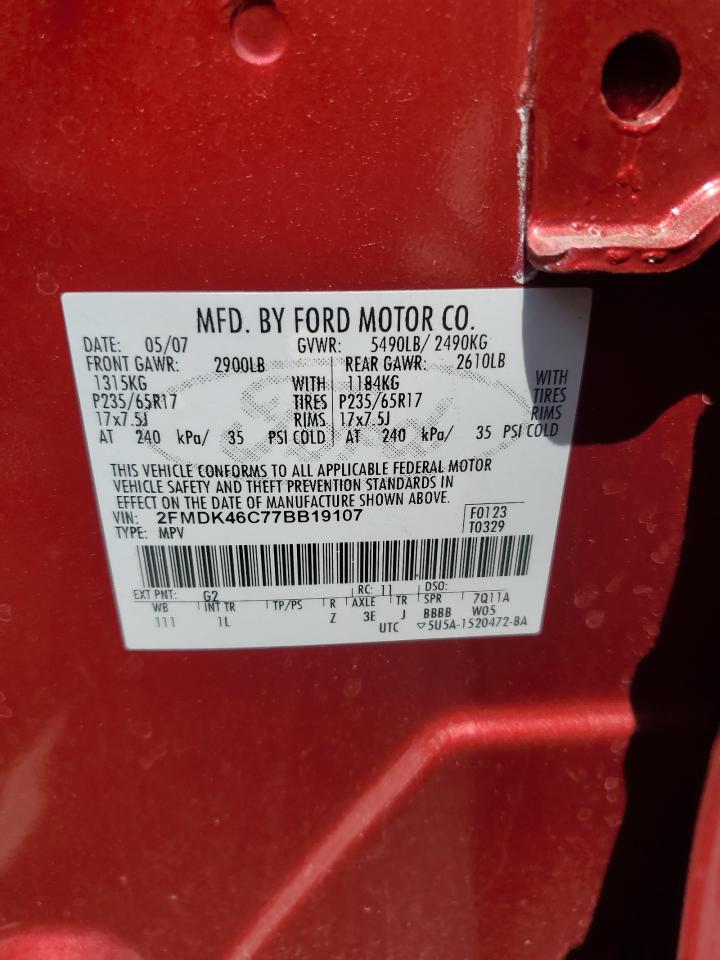 MFD. BY FORD MOTOR CO.
DATE: 05/07 GVWR: 5490LB/ 2490KG
FRONT GAWR: 2900LB REAR GAWR: 2610LB
1315KG WITH 1184KG WITH
P235/65R17 TIRES P235/65R17 TIRES
17x7.5J RIMS 17x7.5J RIMS
AT 240 kPa/ 35 PSI COLD AT 240 kPa/ 35 PSI COLD
Ford
THIS VEHICLE CONFORMS TO ALL APPLICABLE FEDERAL MOTOR
VEHICLE SAFETY AND THEFT PREVENTION STANDARDS IN
EFFECT ON THE DATE OF MANUFACTURE SHOWN ABOVE.
VIN: 2FMDK46C77BB19107 F0123
TYPE: MPV T0329
EXT PNT: G2 RC: 11 DSO:
WB INT TR TP/PS R AXLE TR SPR 7Q11A
111 1L Z 3E J BBBB W05
UTC ▽5U5A-1520472-BA